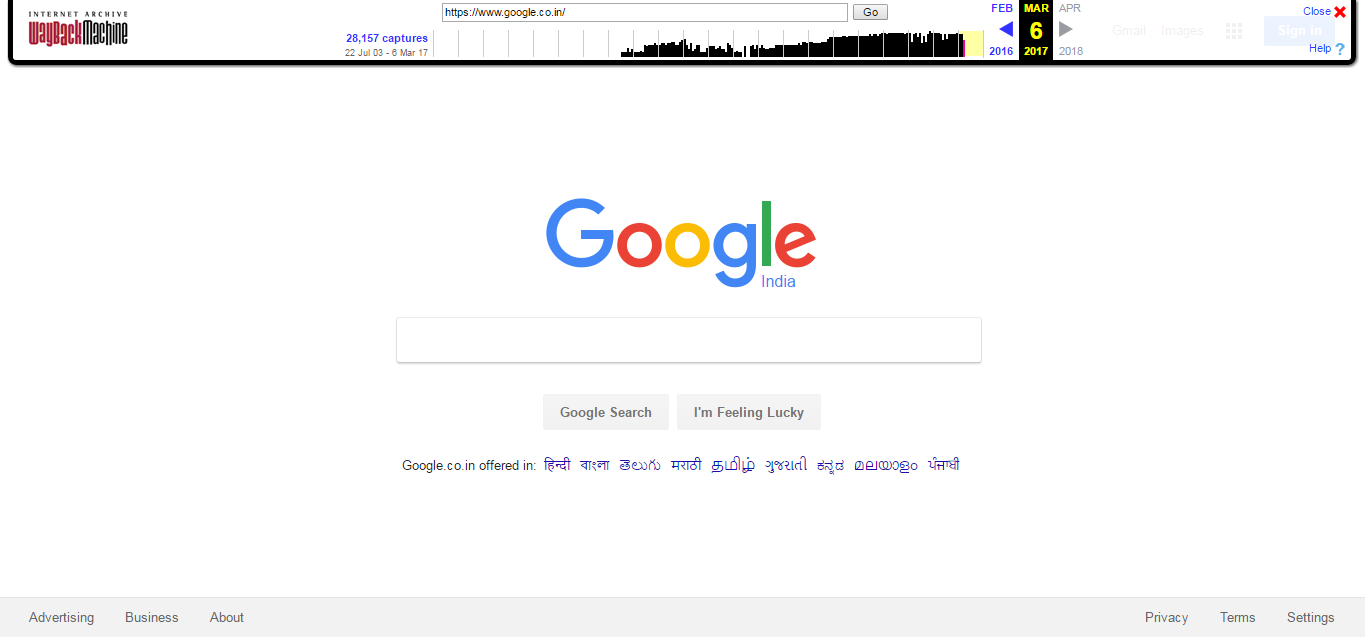 INTERNET ARCHIVE
WayBackMachine
https://www.google.co.in/
Go
28,157 captures
22 Jul 03 - 6 Mar 17
FEB MAR APR
6
2016 2017 2018
Close
Help ?
Gmail Images Sign in
Google
India
Google Search I'm Feeling Lucky
Google.co.in offered in: हिन्दी বাংলা తెలుగు मराठी தமிழ் ગુજરાતી ಕನ್ನಡ മലയാളം ਪੰਜਾਬੀ
Advertising Business About Privacy Terms Settings